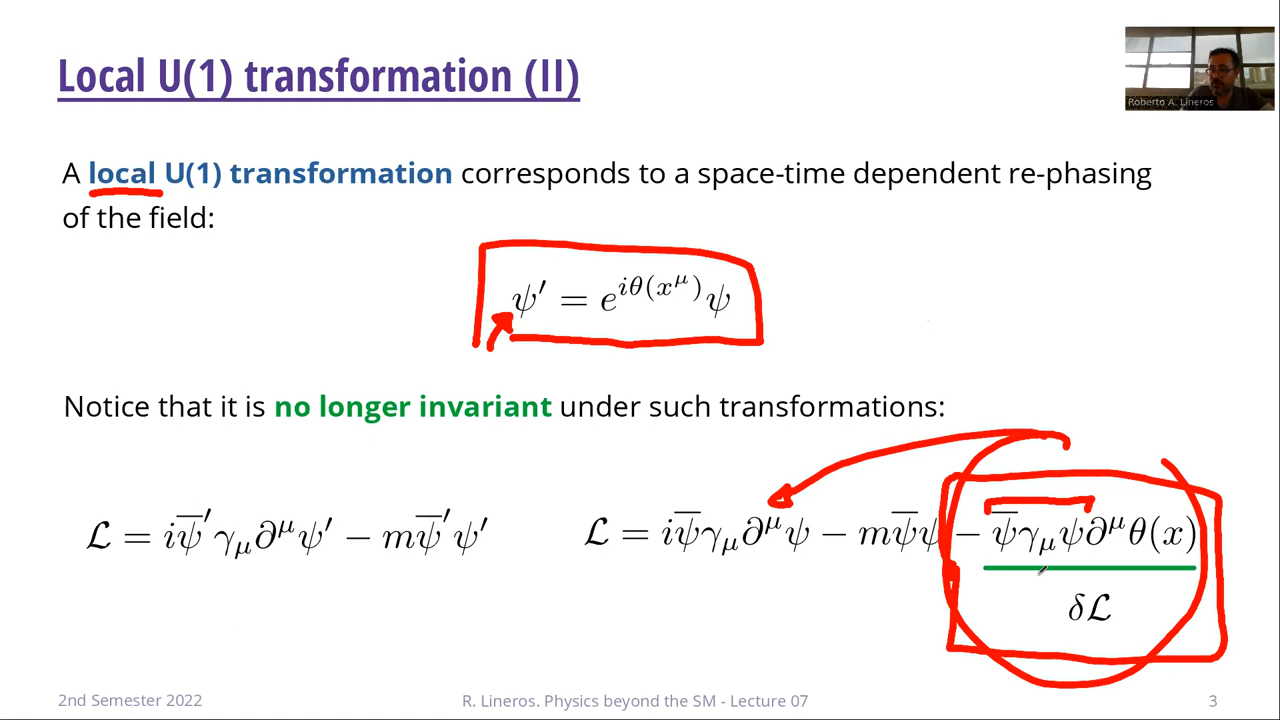 Local U(1) transformation (II)
Roberto A. Lineros
A local U(1) transformation corresponds to a space-time dependent re-phasing
of the field:
ψ′ = e^{iθ(x^μ)}ψ
Notice that it is no longer invariant under such transformations:
ℒ = iψ̅′γ_μ∂^μψ′ − mψ̅′ψ′
ℒ = iψ̅γ_μ∂^μψ − mψ̅ψ − ψ̅γ_μψ∂^μθ(x)
δℒ
2nd Semester 2022
R. Lineros. Physics beyond the SM - Lecture 07
3